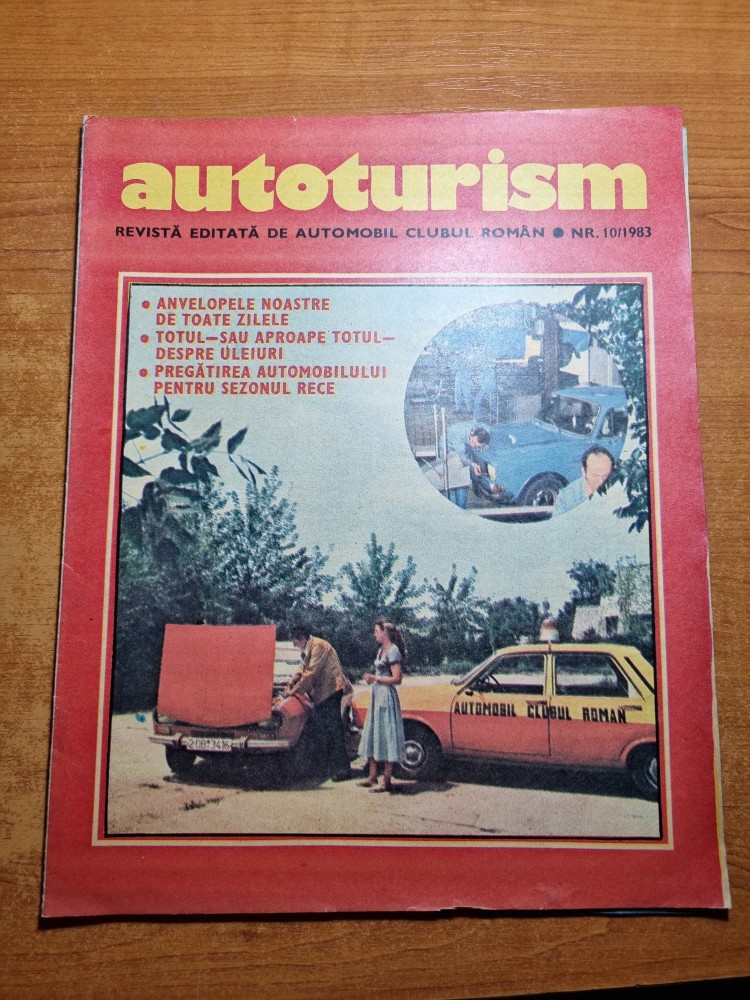 autoturism
REVISTĂ EDITATĂ DE AUTOMOBIL CLUBUL ROMÂN ● NR. 10/1983
• ANVELOPELE NOASTRE
DE TOATE ZILELE
• TOTUL—SAU APROAPE TOTUL—
DESPRE ULEIURI
• PREGĂTIREA AUTOMOBILULUI
PENTRU SEZONUL RECE
AUTOMOBIL CLUBUL ROMAN